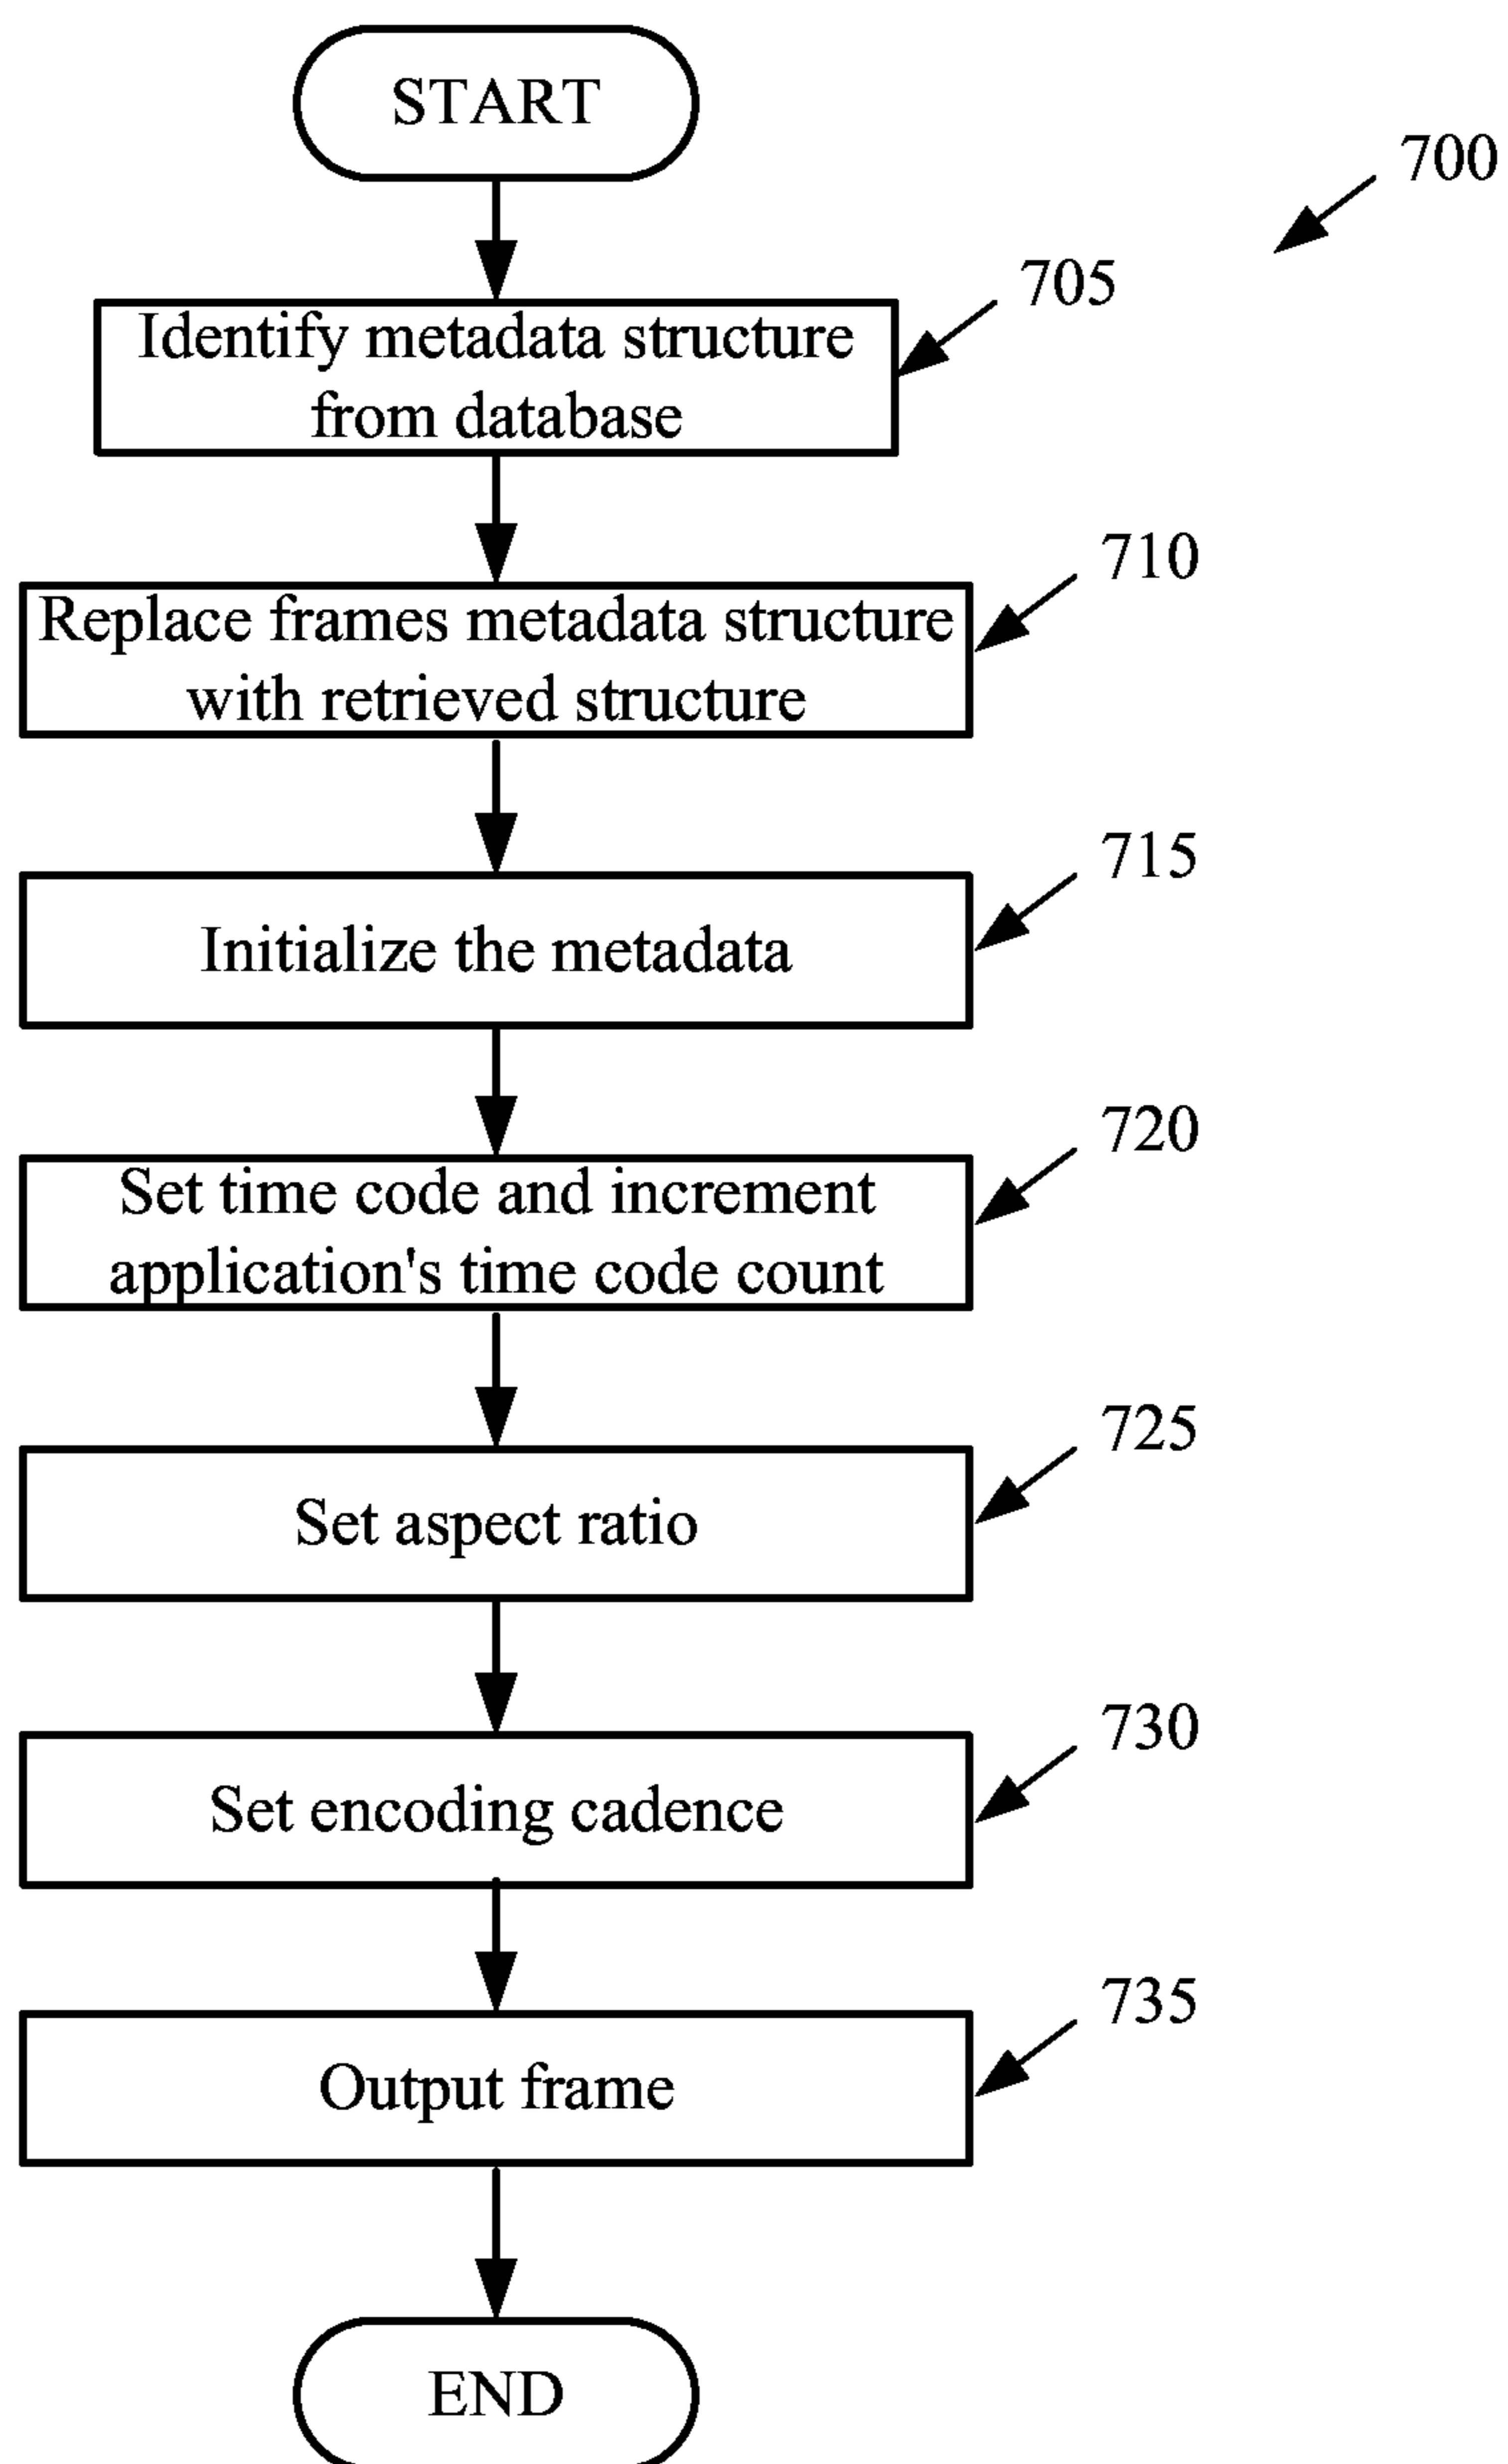 START
700
705
Identify metadata structure
from database
710
Replace frames metadata structure
with retrieved structure
715
Initialize the metadata
720
Set time code and increment
application's time code count
725
Set aspect ratio
730
Set encoding cadence
735
Output frame
END